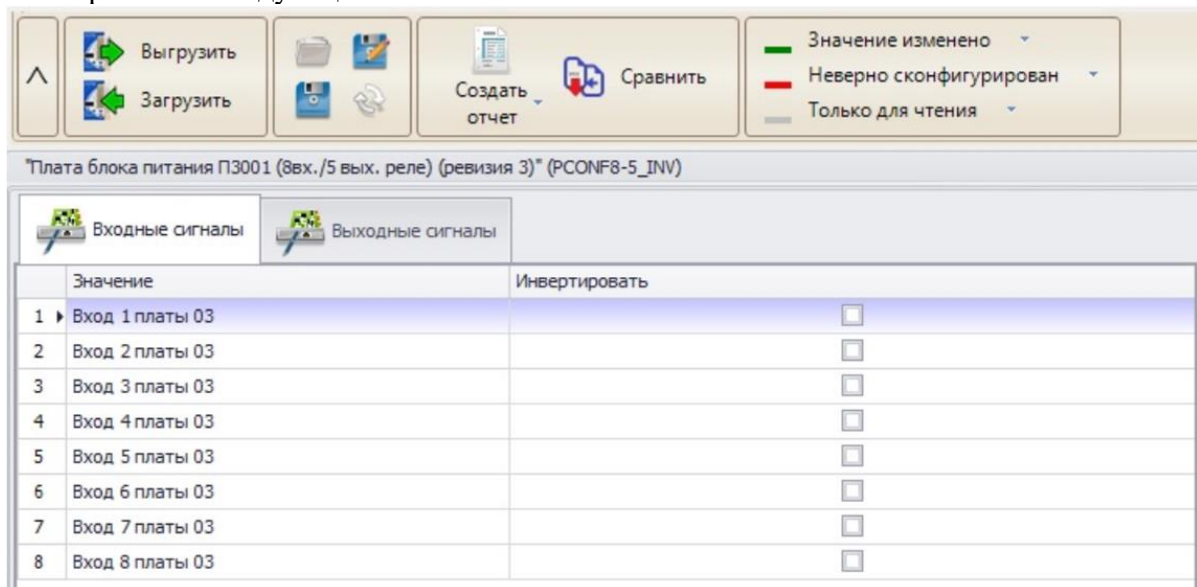 Выгрузить
Загрузить
Создать отчет
Сравнить
Значение изменено
Неверно сконфигурирован
Только для чтения
"Плата блока питания П3001 (8вх./5 вых. реле) (ревизия 3)" (PCONF8-5_INV)
Входные сигналы Выходные сигналы
Значение Инвертировать
1 Вход 1 платы 03
2 Вход 2 платы 03
3 Вход 3 платы 03
4 Вход 4 платы 03
5 Вход 5 платы 03
6 Вход 6 платы 03
7 Вход 7 платы 03
8 Вход 8 платы 03